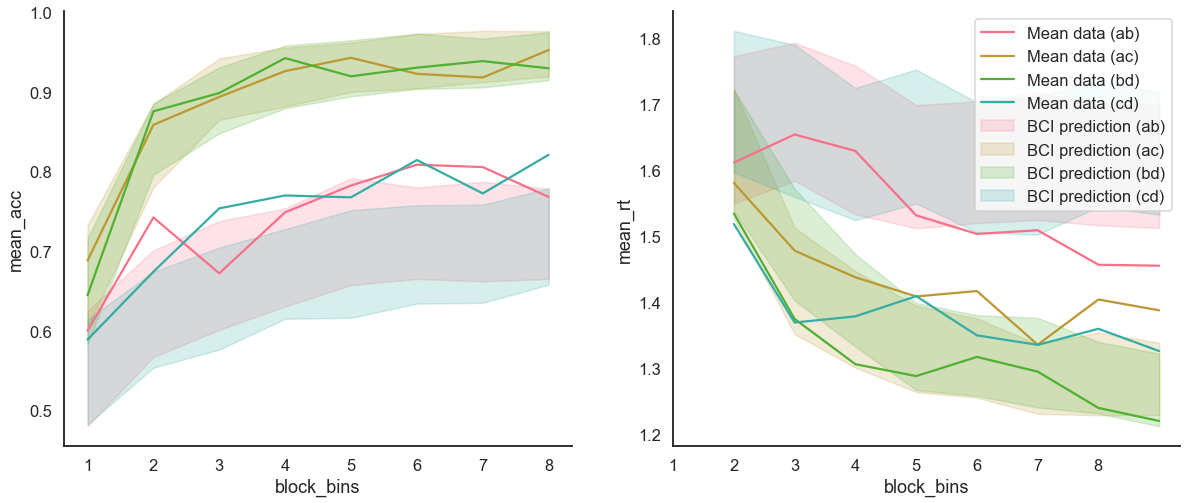 1.0
0.9
0.8
0.7
0.6
0.5
mean_acc
1 2 3 4 5 6 7 8
block_bins
1.8
1.7
1.6
1.5
1.4
1.3
1.2
mean_rt
1 2 3 4 5 6 7 8
block_bins
Mean data (ab)
Mean data (ac)
Mean data (bd)
Mean data (cd)
BCI prediction (ab)
BCI prediction (ac)
BCI prediction (bd)
BCI prediction (cd)